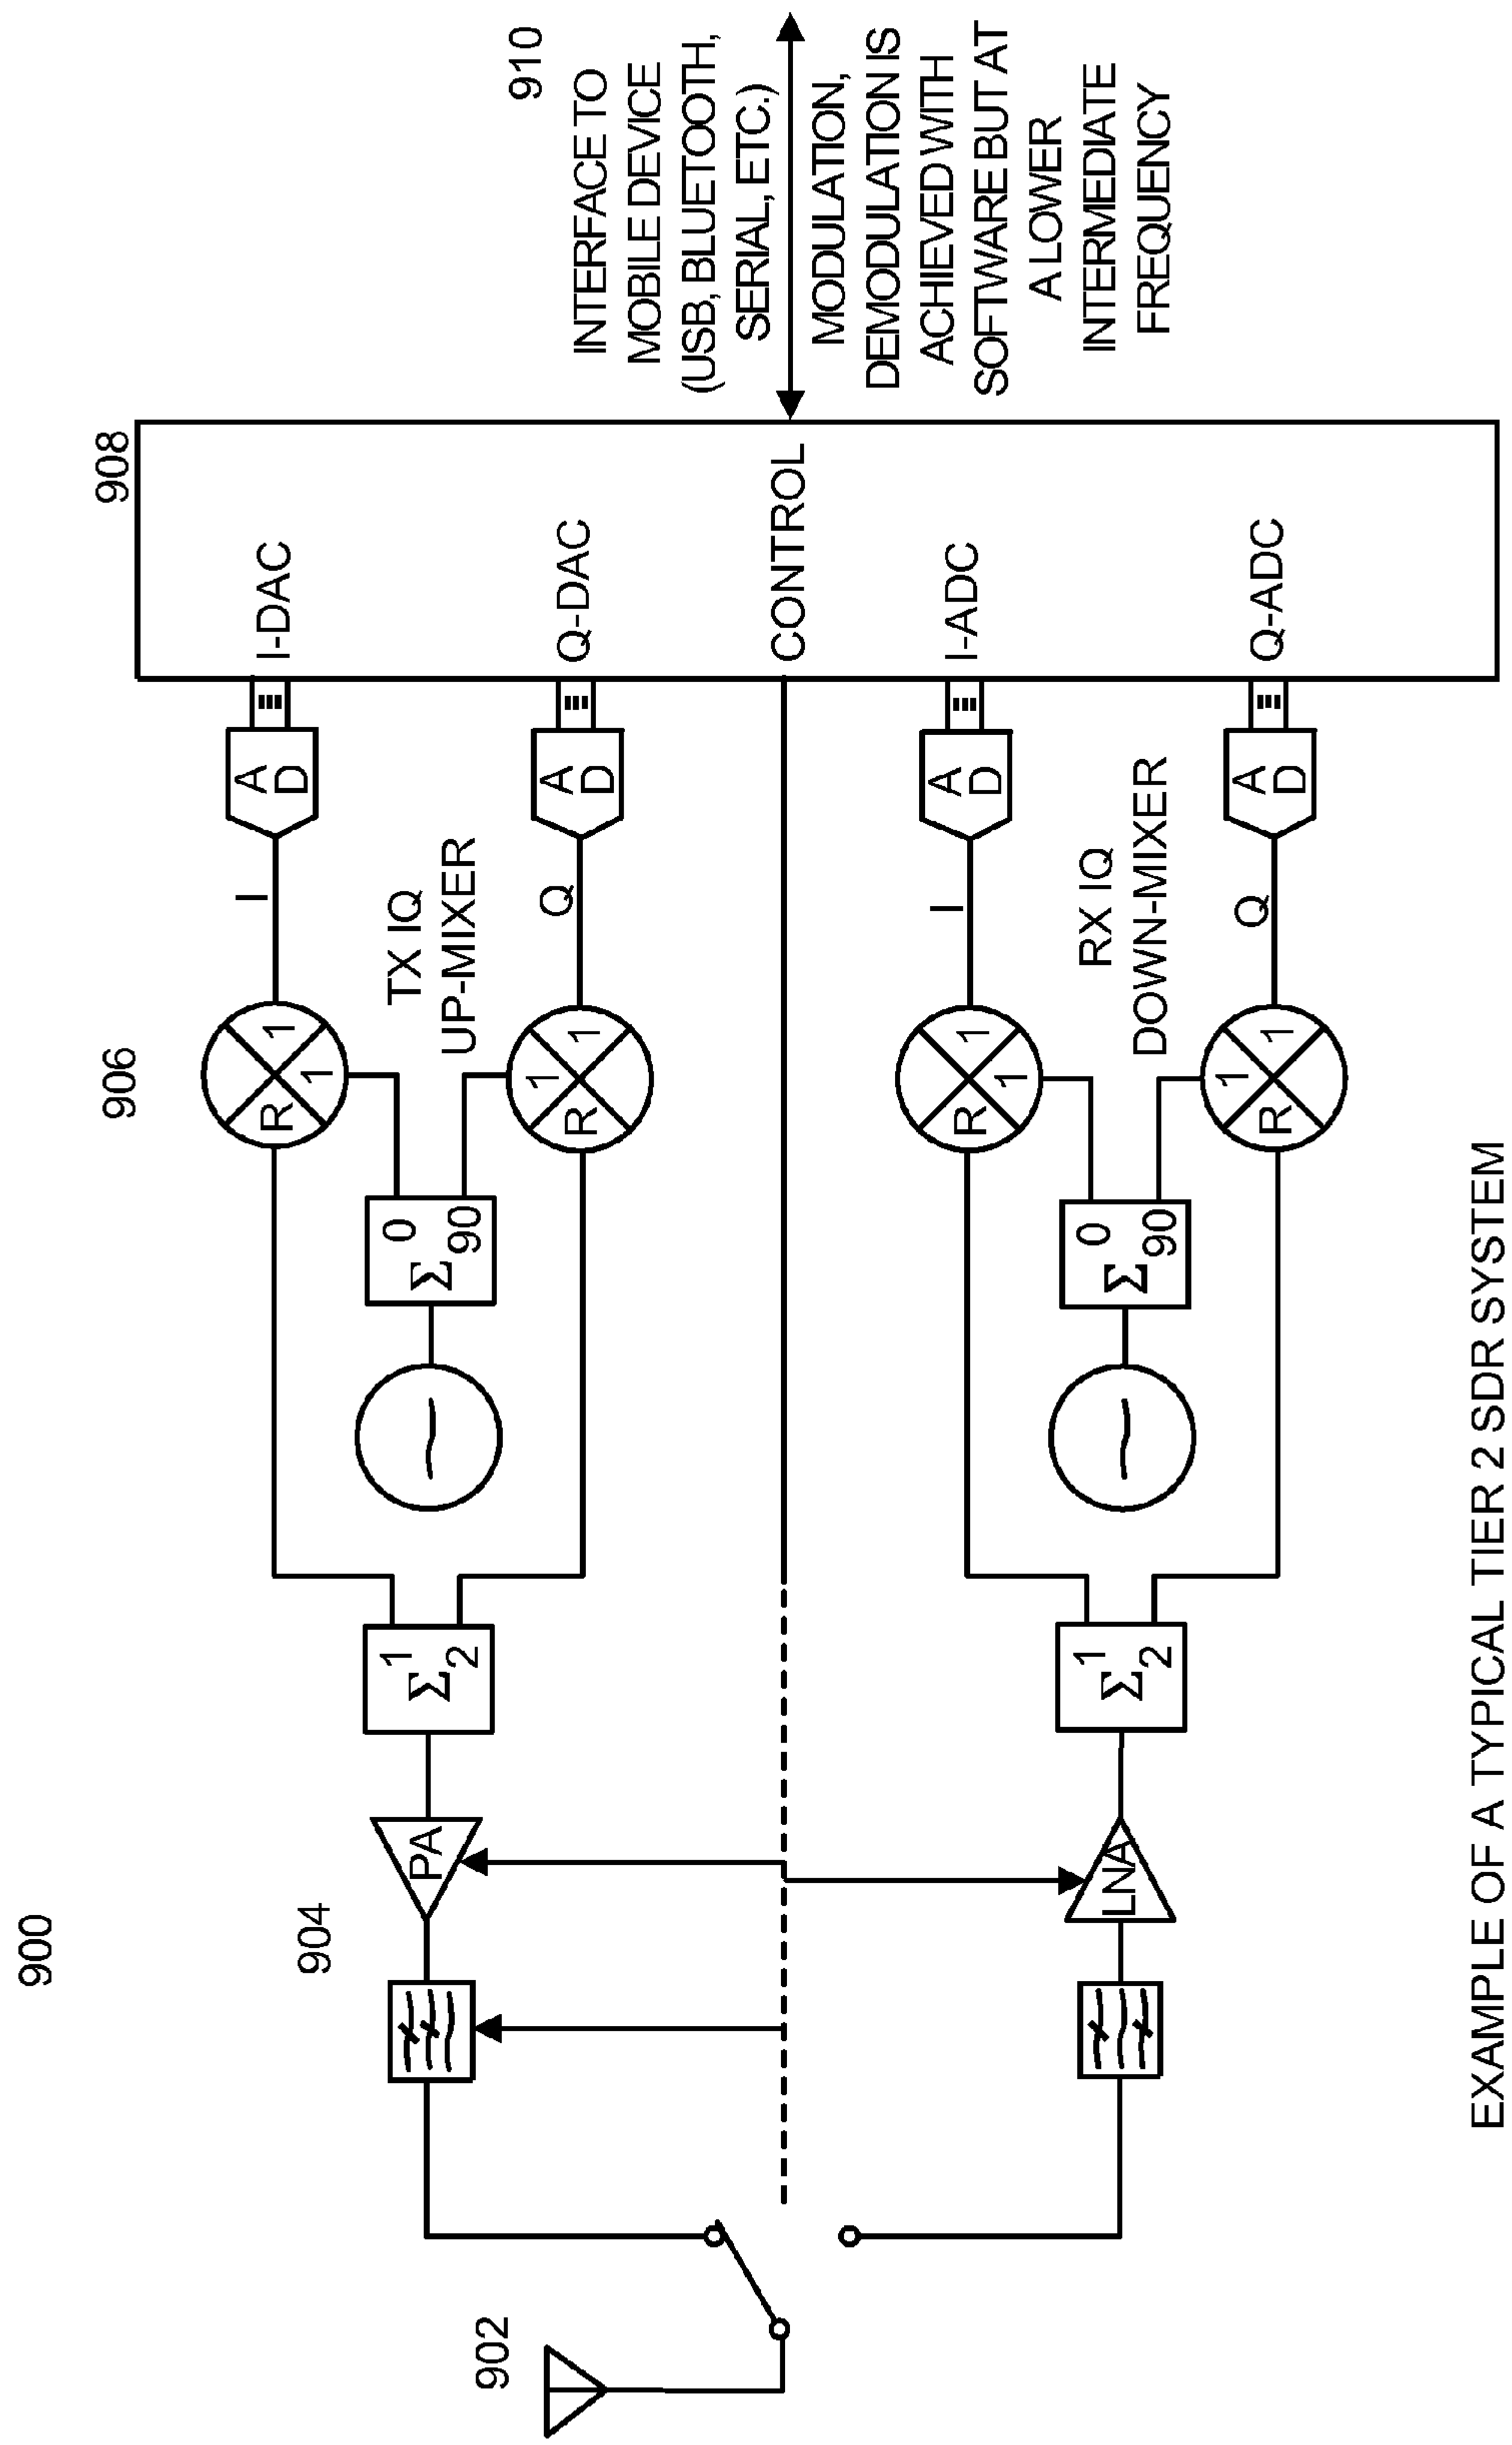 900
902
904
906
908
910
PA
LNA
Σ 1 2
Σ 1 2
Σ 0 90
Σ 0 90
R 1 1
R 1 1
R 1 1
R 1 1
TX IQ
UP-MIXER
RX IQ
DOWN-MIXER
I
Q
I
Q
A
D
A
D
A
D
A
D
I-DAC
Q-DAC
CONTROL
I-ADC
Q-ADC
INTERFACE TO
MOBILE DEVICE
(USB, BLUETOOTH,
SERIAL, ETC.)
MODULATION,
DEMODULATION IS
ACHIEVED WITH
SOFTWARE BUT AT
A LOWER
INTERMEDIATE
FREQUENCY
EXAMPLE OF A TYPICAL TIER 2 SDR SYSTEM